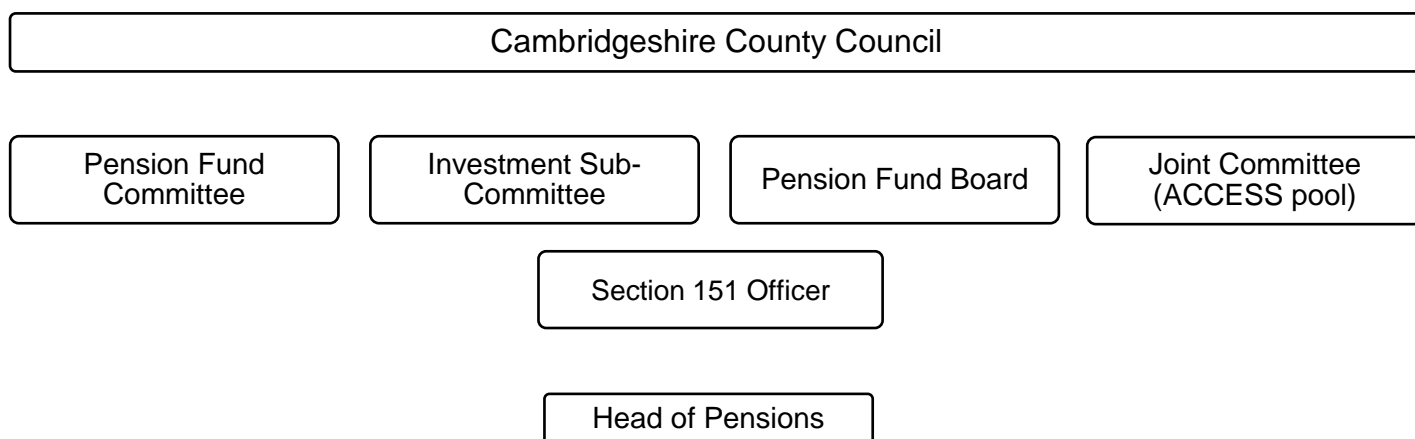 Cambridgeshire County Council
Pension Fund
Committee
Investment Sub-
Committee
Pension Fund Board
Joint Committee
(ACCESS pool)
Section 151 Officer
Head of Pensions